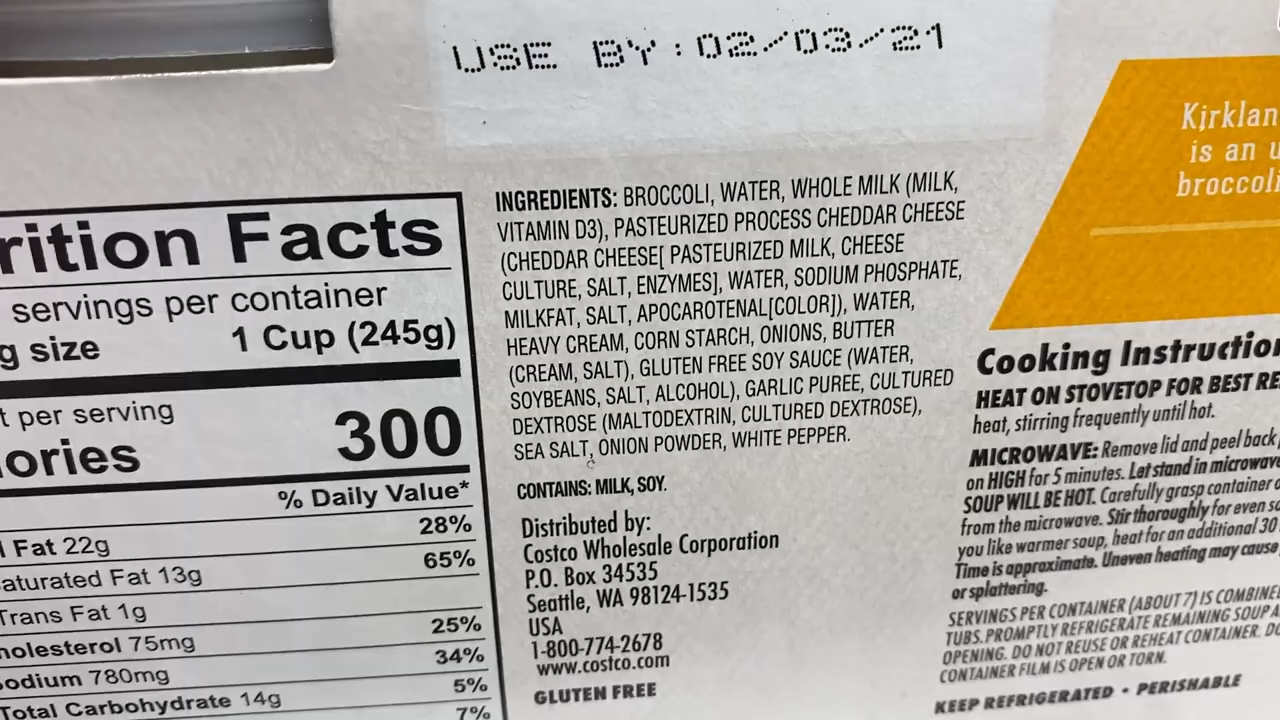 USE BY:02/03/21
Kirklan
is an u
broccoli
rition Facts
servings per container
g size 1 Cup (245g)
t per serving
ories 300
% Daily Value*
l Fat 22g 28%
aturated Fat 13g 65%
Trans Fat 1g
holesterol 75mg 25%
odium 780mg 34%
Total Carbohydrate 14g 5%
7%
INGREDIENTS: BROCCOLI, WATER, WHOLE MILK (MILK,
VITAMIN D3), PASTEURIZED PROCESS CHEDDAR CHEESE
(CHEDDAR CHEESE[ PASTEURIZED MILK, CHEESE
CULTURE, SALT, ENZYMES], WATER, SODIUM PHOSPHATE,
MILKFAT, SALT, APOCAROTENAL[COLOR]), WATER,
HEAVY CREAM, CORN STARCH, ONIONS, BUTTER
(CREAM, SALT), GLUTEN FREE SOY SAUCE (WATER,
SOYBEANS, SALT, ALCOHOL), GARLIC PUREE, CULTURED
DEXTROSE (MALTODEXTRIN, CULTURED DEXTROSE),
SEA SALT, ONION POWDER, WHITE PEPPER.
CONTAINS: MILK, SOY.
Distributed by:
Costco Wholesale Corporation
P.O. Box 34535
Seattle, WA 98124-1535
USA
1-800-774-2678
www.costco.com
GLUTEN FREE
Cooking Instruction
HEAT ON STOVETOP FOR BEST RE
heat, stirring frequently until hot.
MICROWAVE: Remove lid and peel back
on HIGH for 5 minutes. Let stand in microwave
SOUP WILL BE HOT. Carefully grasp container o
from the microwave. Stir thoroughly for even s
you like warmer soup, heat for an additional 30
Time is approximate. Uneven heating may cause
or splattering.
SERVINGS PER CONTAINER (ABOUT 7) IS COMBINE
TUBS. PROMPTLY REFRIGERATE REMAINING SOUP A
OPENING. DO NOT REUSE OR REHEAT CONTAINER. DO
CONTAINER FILM IS OPEN OR TORN.
KEEP REFRIGERATED • PERISHABLE